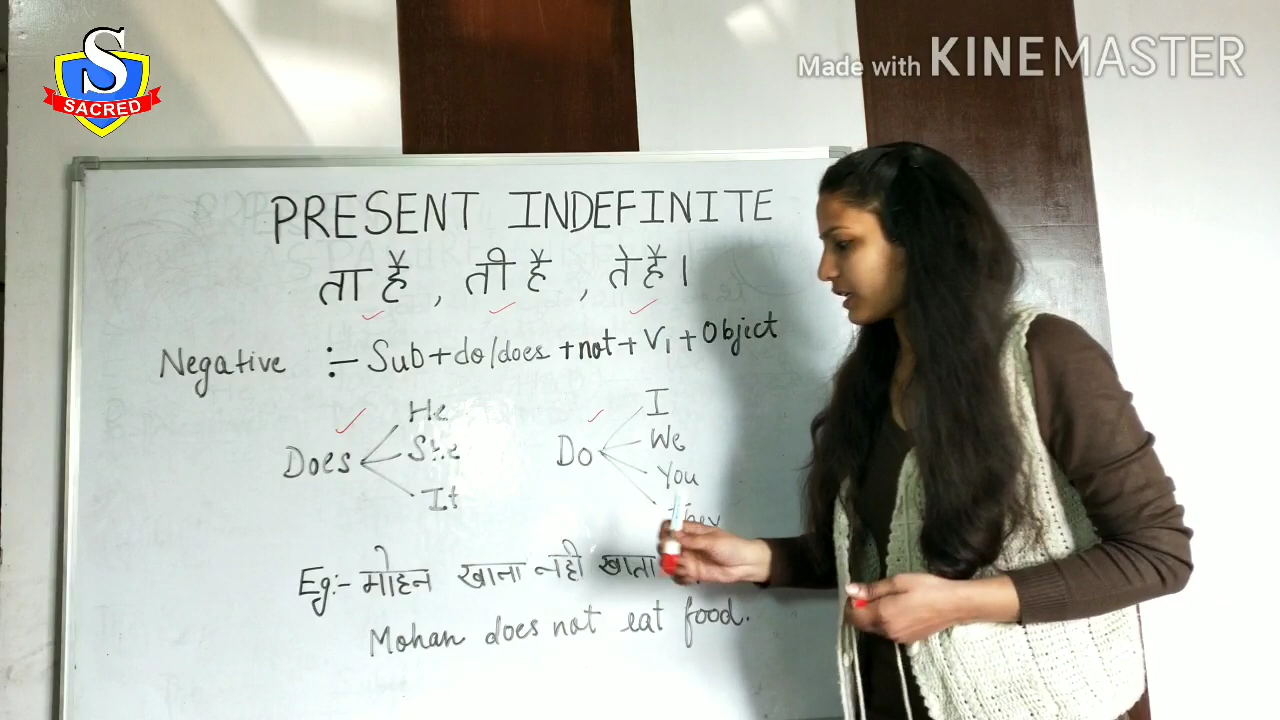 S
SACRED
Made with KINEMASTER
PRESENT INDEFINITE
ता है , ती है , ते हैं ।
Negative :- Sub + do/does + not + V1 + Object
Does
He
She
It
Do
I
We
You
They
Eg:- मोहन खाना नही खाता
Mohan does not eat food.